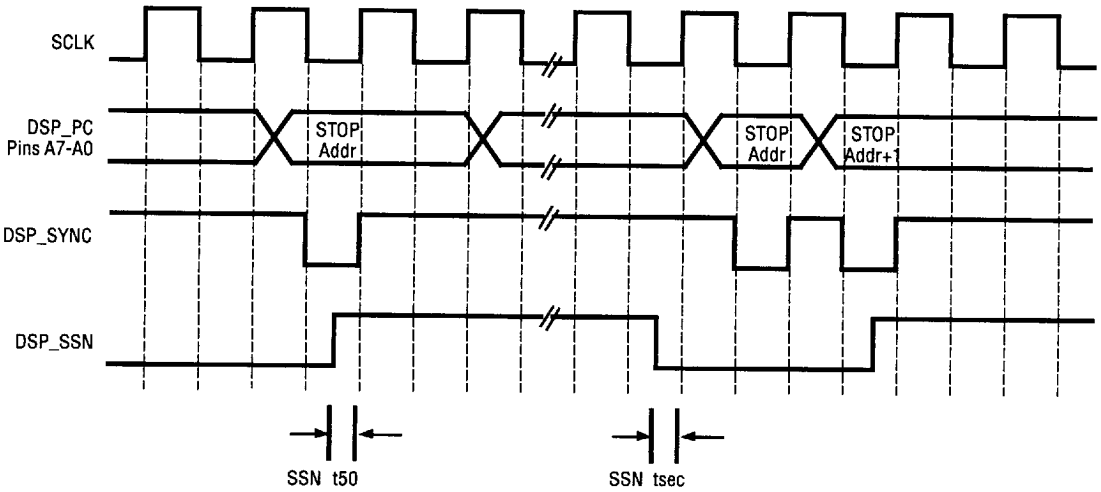 SCLK
DSP_PC
Pins A7-A0
STOP
Addr
STOP
Addr
STOP
Addr+1
DSP_SYNC
DSP_SSN
SSN t50
SSN tsec